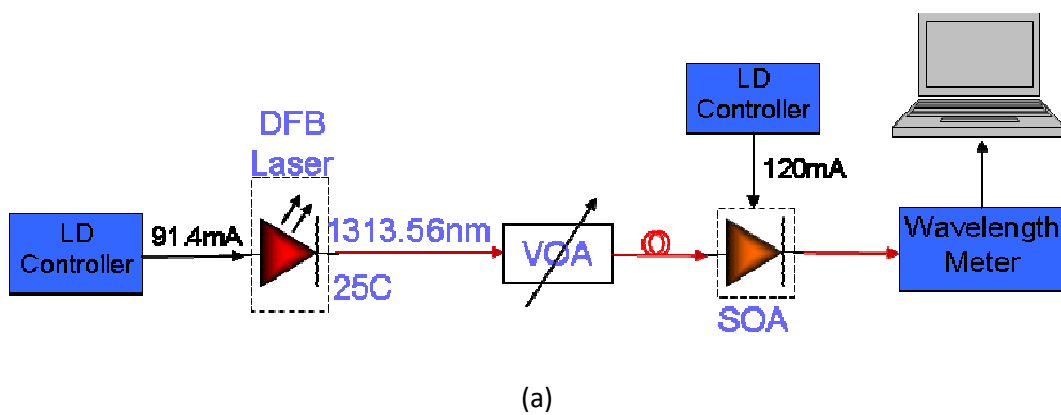 LD
Controller
DFB
Laser
LD
Controller
91.4mA
1313.56nm
25C
VOA
120mA
SOA
Wavelength
Meter
(a)